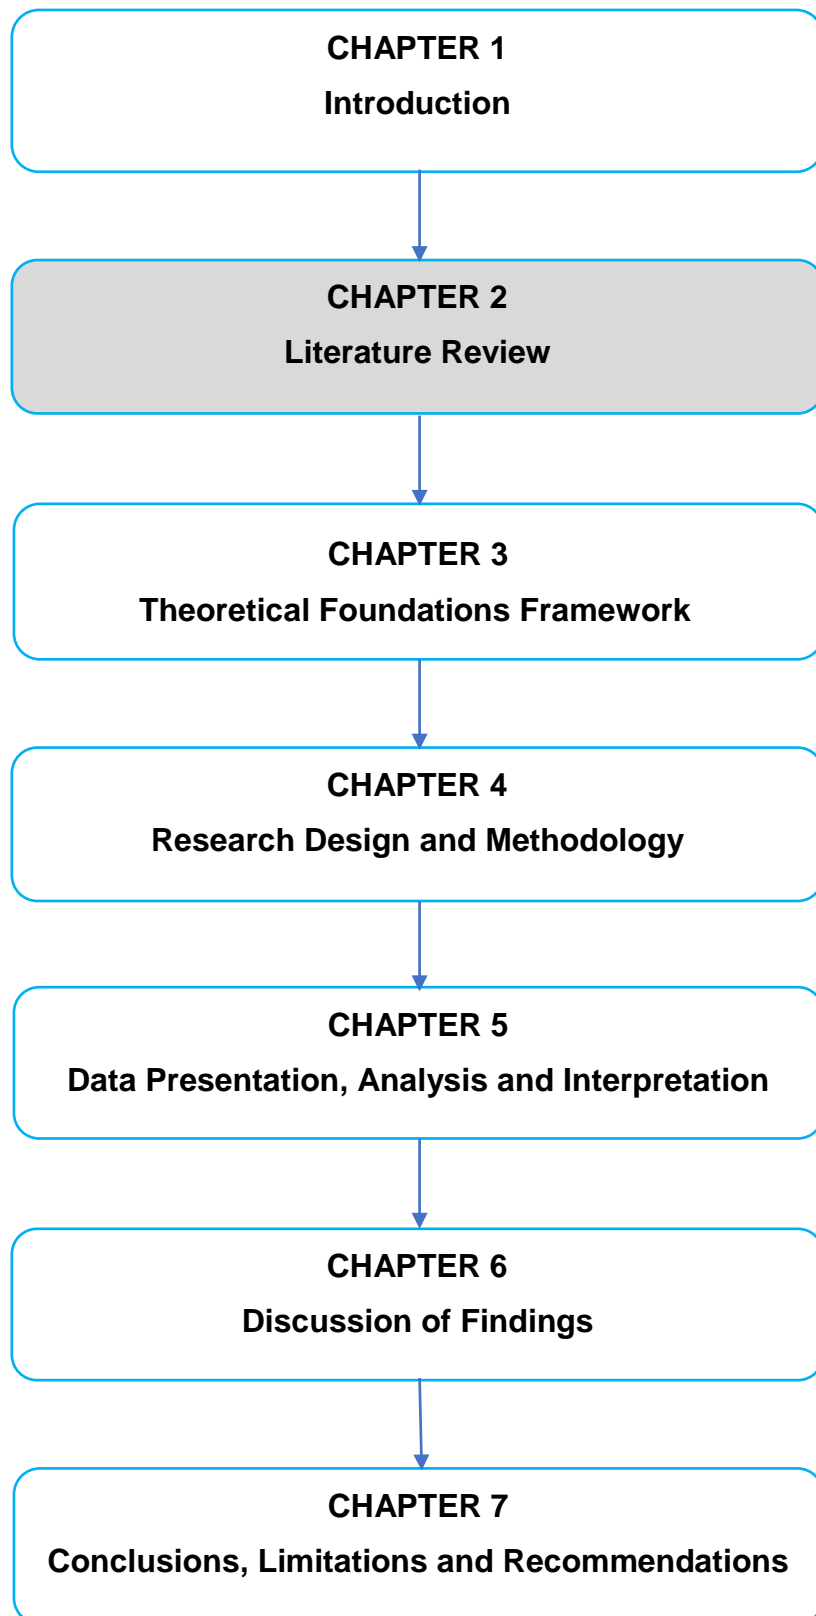 CHAPTER 1
Introduction
CHAPTER 2
Literature Review
CHAPTER 3
Theoretical Foundations Framework
CHAPTER 4
Research Design and Methodology
CHAPTER 5
Data Presentation, Analysis and Interpretation
CHAPTER 6
Discussion of Findings
CHAPTER 7
Conclusions, Limitations and Recommendations